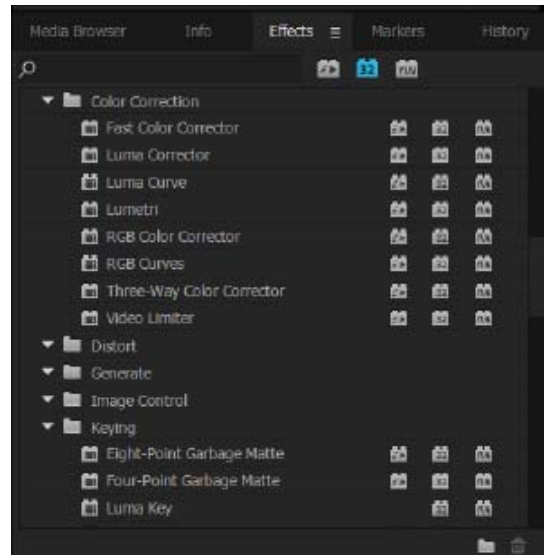 Media Browser Info Effects Markers History
32 YUV
Color Correction
Fast Color Corrector
Luma Corrector
Luma Curve
Lumetri
RGB Color Corrector
RGB Curves
Three-Way Color Corrector
Video Limiter
Distort
Generate
Image Control
Keying
Eight-Point Garbage Matte
Four-Point Garbage Matte
Luma Key